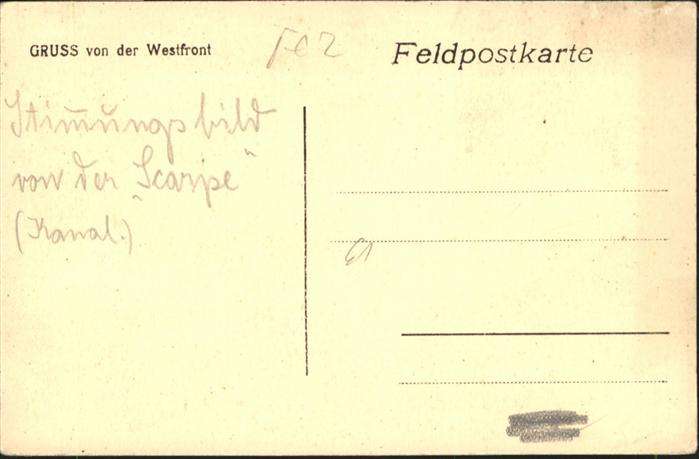 GRUSS von der Westfront
Feldpostkarte
Stimmungsbild
von der „Scarpe“
(Kanal.)